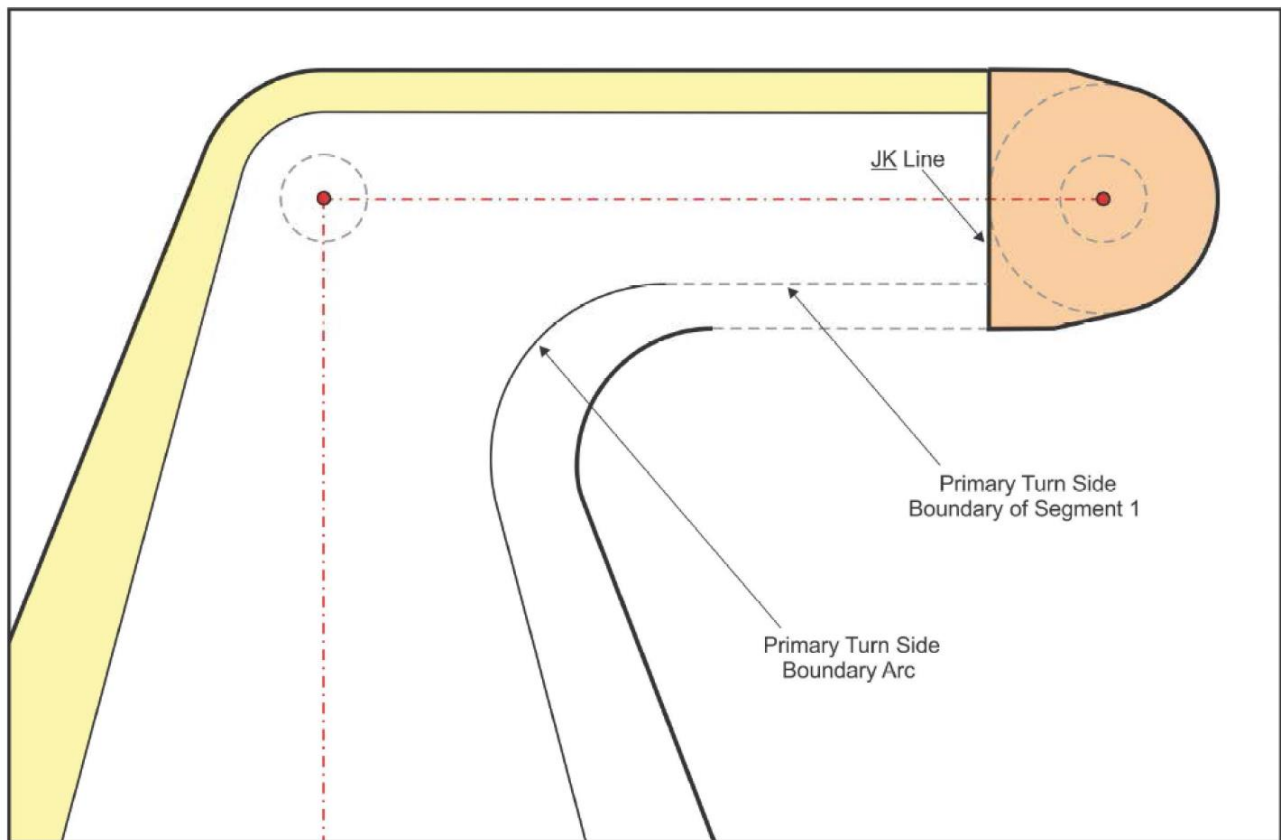 JK Line
Primary Turn Side
Boundary of Segment 1
Primary Turn Side
Boundary Arc